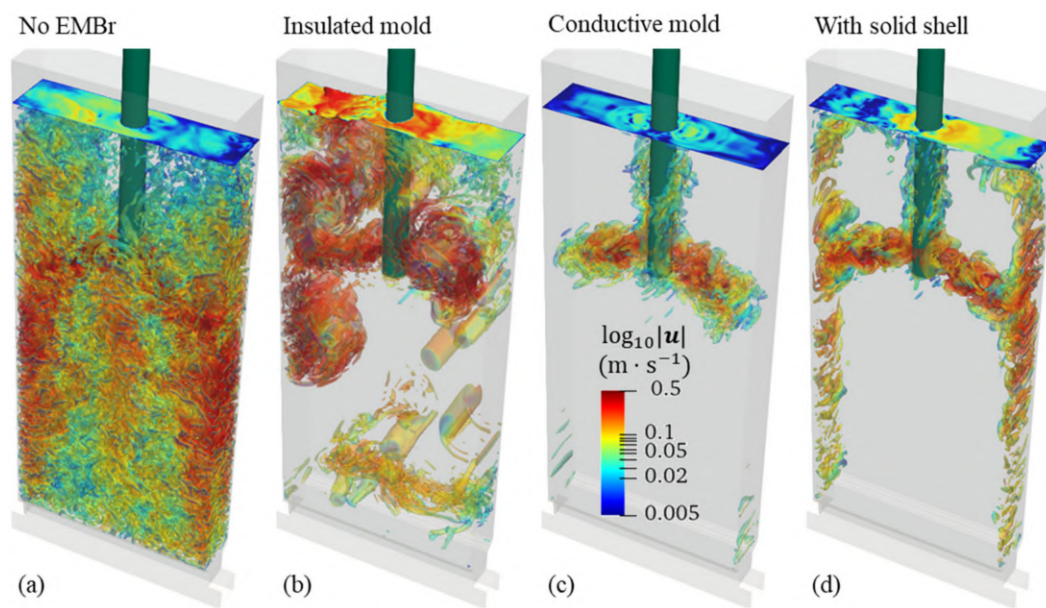 No EMBr
Insulated mold
Conductive mold
With solid shell
log₁₀|𝒖|
(m · s⁻¹)
0.5
0.1
0.05
0.02
0.005
(a)
(b)
(c)
(d)